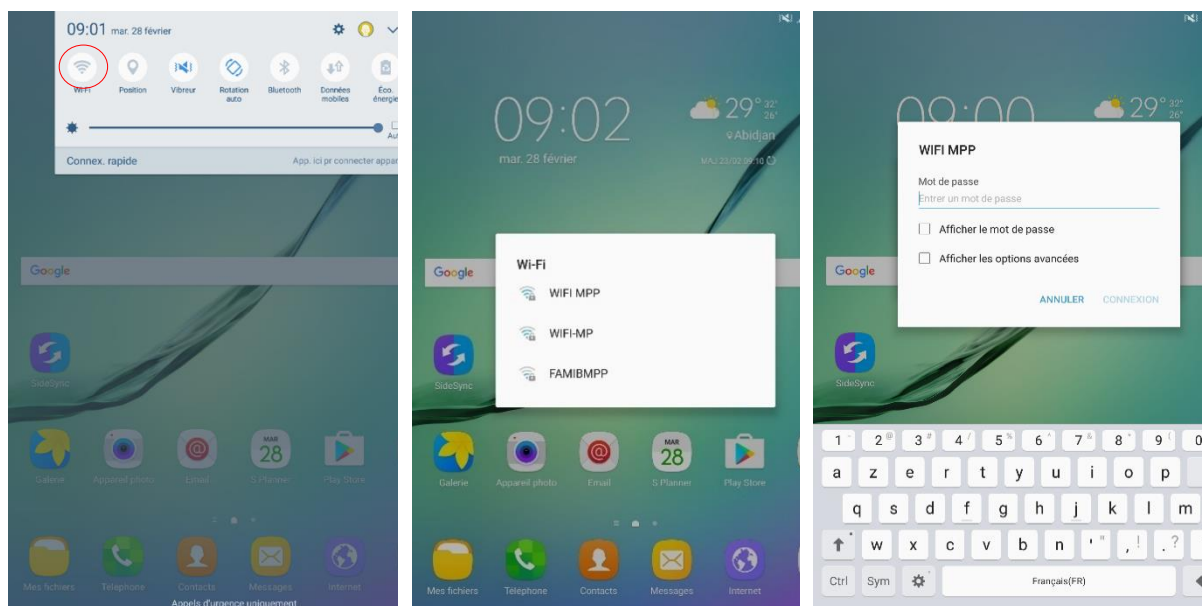 09:01 mar. 28 févrie
Wi-Fi Position Vibreur Rotation auto Bluetooth Données mobiles Éco. énergie
Connex. rapide App. ici pr connecter appar
Google
SideSync
MAR
28
Galerie Appareil photo Email S Planner Play Store
Mes fichiers Téléphone Contacts Messages Internet
Appels d'urgence uniquement
09:02
mar. 28 février
29° 32° 26°
Abidjan
Google
Wi-Fi
WIFI MPP
WIFI-MP
FAMIBMPP
SideSync
MAR
28
Galerie Appareil photo Email S Planner Play Store
Mes fichiers Téléphone Contacts Messages Internet
29° 32° 26°
WIFI MPP
Mot de passe
Entrer un mot de passe
Afficher le mot de passe
Afficher les options avancées
ANNULER CONNEXION
Google
SideSync
1 2 3 4 5 6 7 8 9 0
a z e r t y u i o p
q s d f g h j k l m
w x c v b n ' , ! . ?
Ctrl Sym Français(FR)